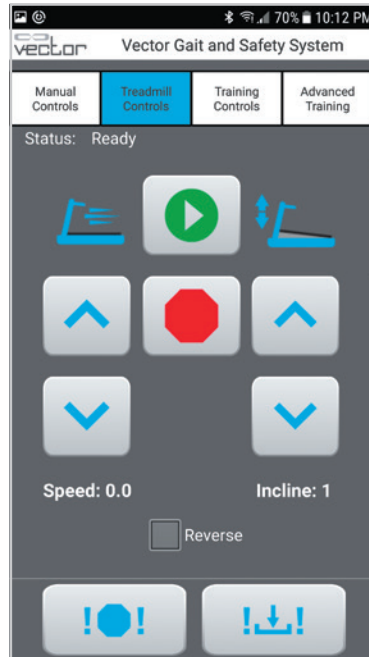 70% 10:12 PM
vector Vector Gait and Safety System
Manual Controls
Treadmill Controls
Training Controls
Advanced Training
Status: Ready
Speed: 0.0 Incline: 1
Reverse
! !
! !